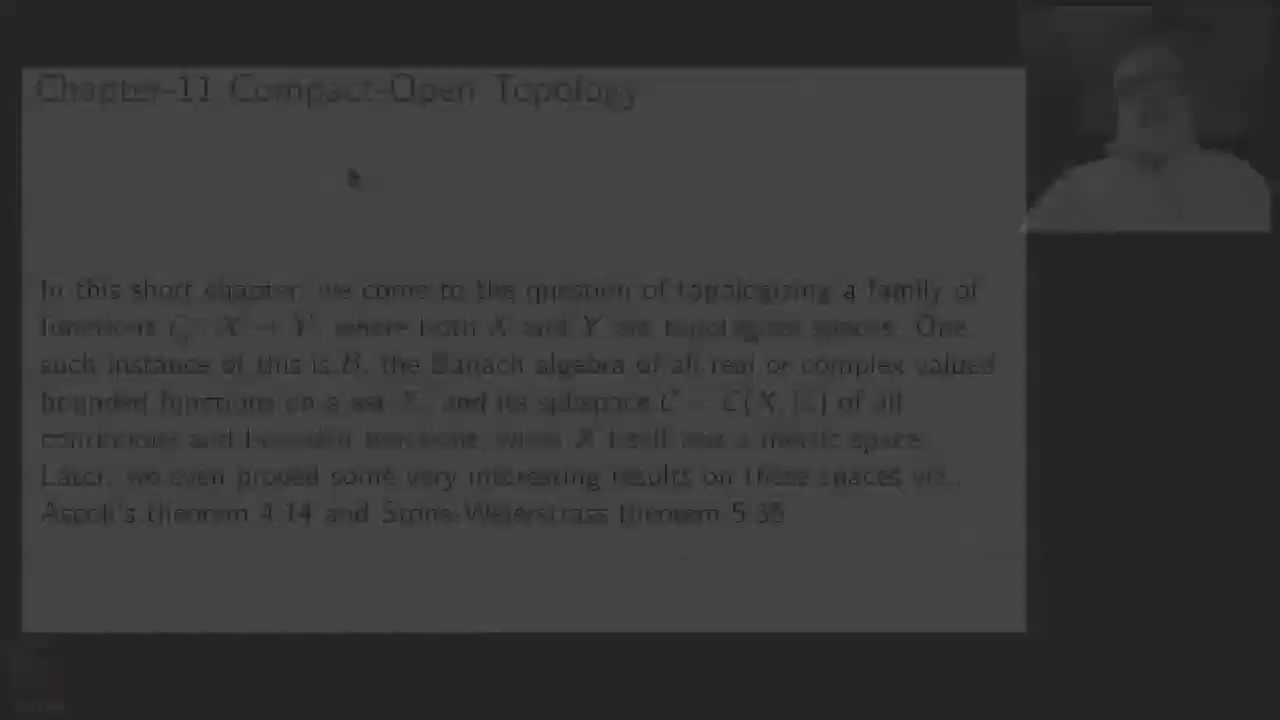 Chapter-11 Compact-Open Topology
In this short chapter, we come to the question of topologizing a family of
functions X → Y, where both X and Y are topological spaces. One
such instance of this is B, the Banach algebra of all real or complex valued
bounded functions on a set X, and its subspace C = C(X, ) of all
continuous and bounded functions, when X itself was a metric space.
Later, we even proved some very interesting results on these spaces viz.,
Ascoli's theorem 4.14 and Stone-Weierstrass theorem